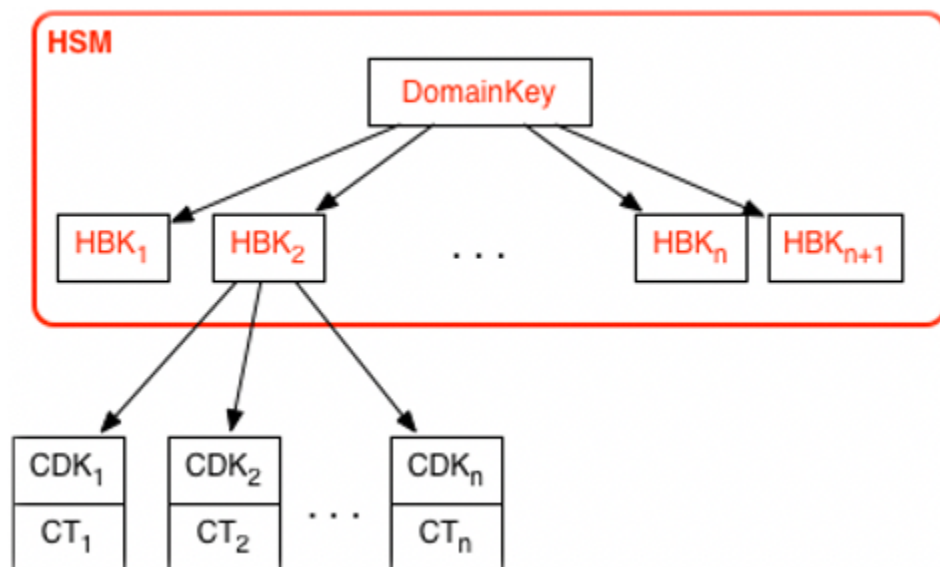 HSM
DomainKey
HBK₁ HBK₂ . . . HBKₙ HBKₙ₊₁
CDK₁ CDK₂ CDKₙ
CT₁ CT₂ . . . CTₙ